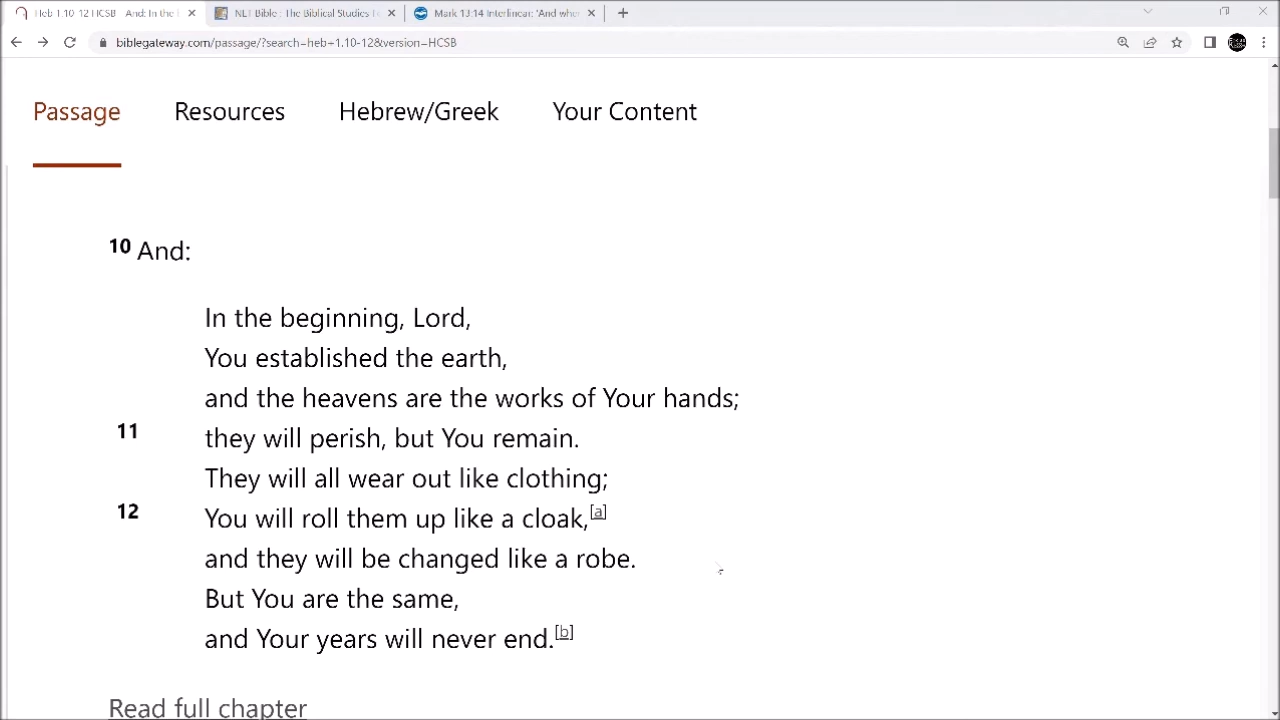 Heb 1.10-12 HCSB - And: In the
NET Bible : The Biblical Studies F
Mark 13:14 Interlinear: 'And when
biblegateway.com/passage/?search=heb+1.10-12&version=HCSB
Passage Resources Hebrew/Greek Your Content
10 And:
In the beginning, Lord,
You established the earth,
and the heavens are the works of Your hands;
11 they will perish, but You remain.
They will all wear out like clothing;
12 You will roll them up like a cloak,[a]
and they will be changed like a robe.
But You are the same,
and Your years will never end.[b]
Read full chapter